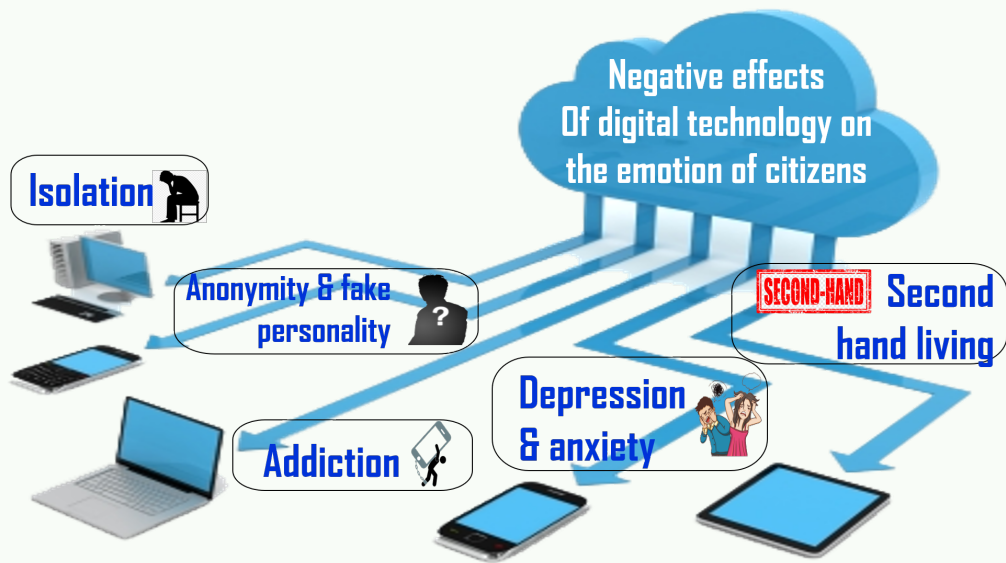 Negative effects
Of digital technology on
the emotion of citizens
Isolation
Anonymity & fake
personality
?
SECOND-HAND
Second
hand living
Depression
& anxiety
Addiction